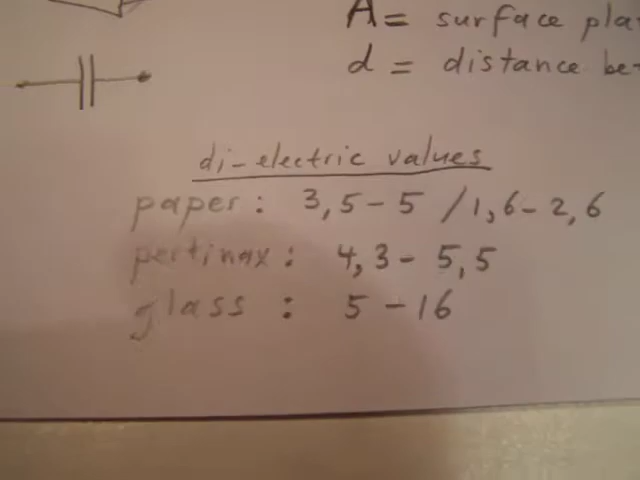 A = surface pla
d = distance be
di-electric values
paper: 3,5 - 5 / 1,6 - 2,6
pertinax: 4,3 - 5,5
glass : 5 - 16